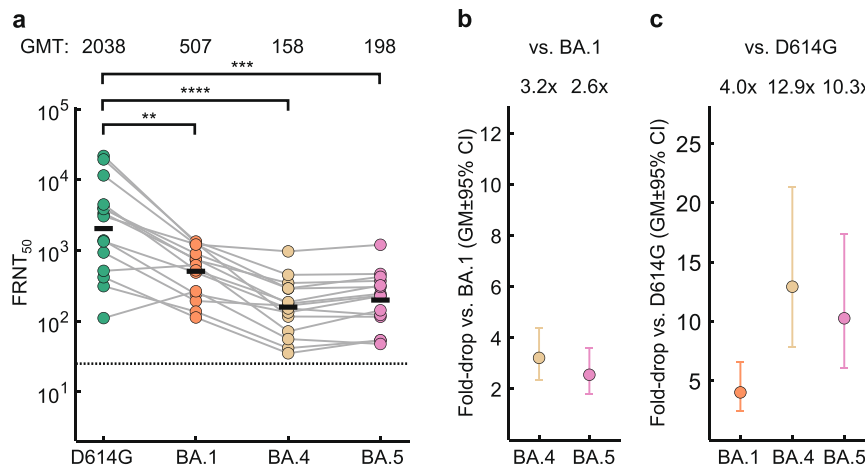 a
GMT: 2038 507 158 198
***
****
**
10^5
10^4
10^3
10^2
10^1
FRNT50
D614G BA.1 BA.4 BA.5
b
vs. BA.1
3.2x 2.6x
12
10
8
6
4
2
Fold-drop vs. BA.1 (GM±95% CI)
BA.4 BA.5
c
vs. D614G
4.0x 12.9x 10.3x
25
20
15
10
5
Fold-drop vs. D614G (GM±95% CI)
BA.1 BA.4 BA.5